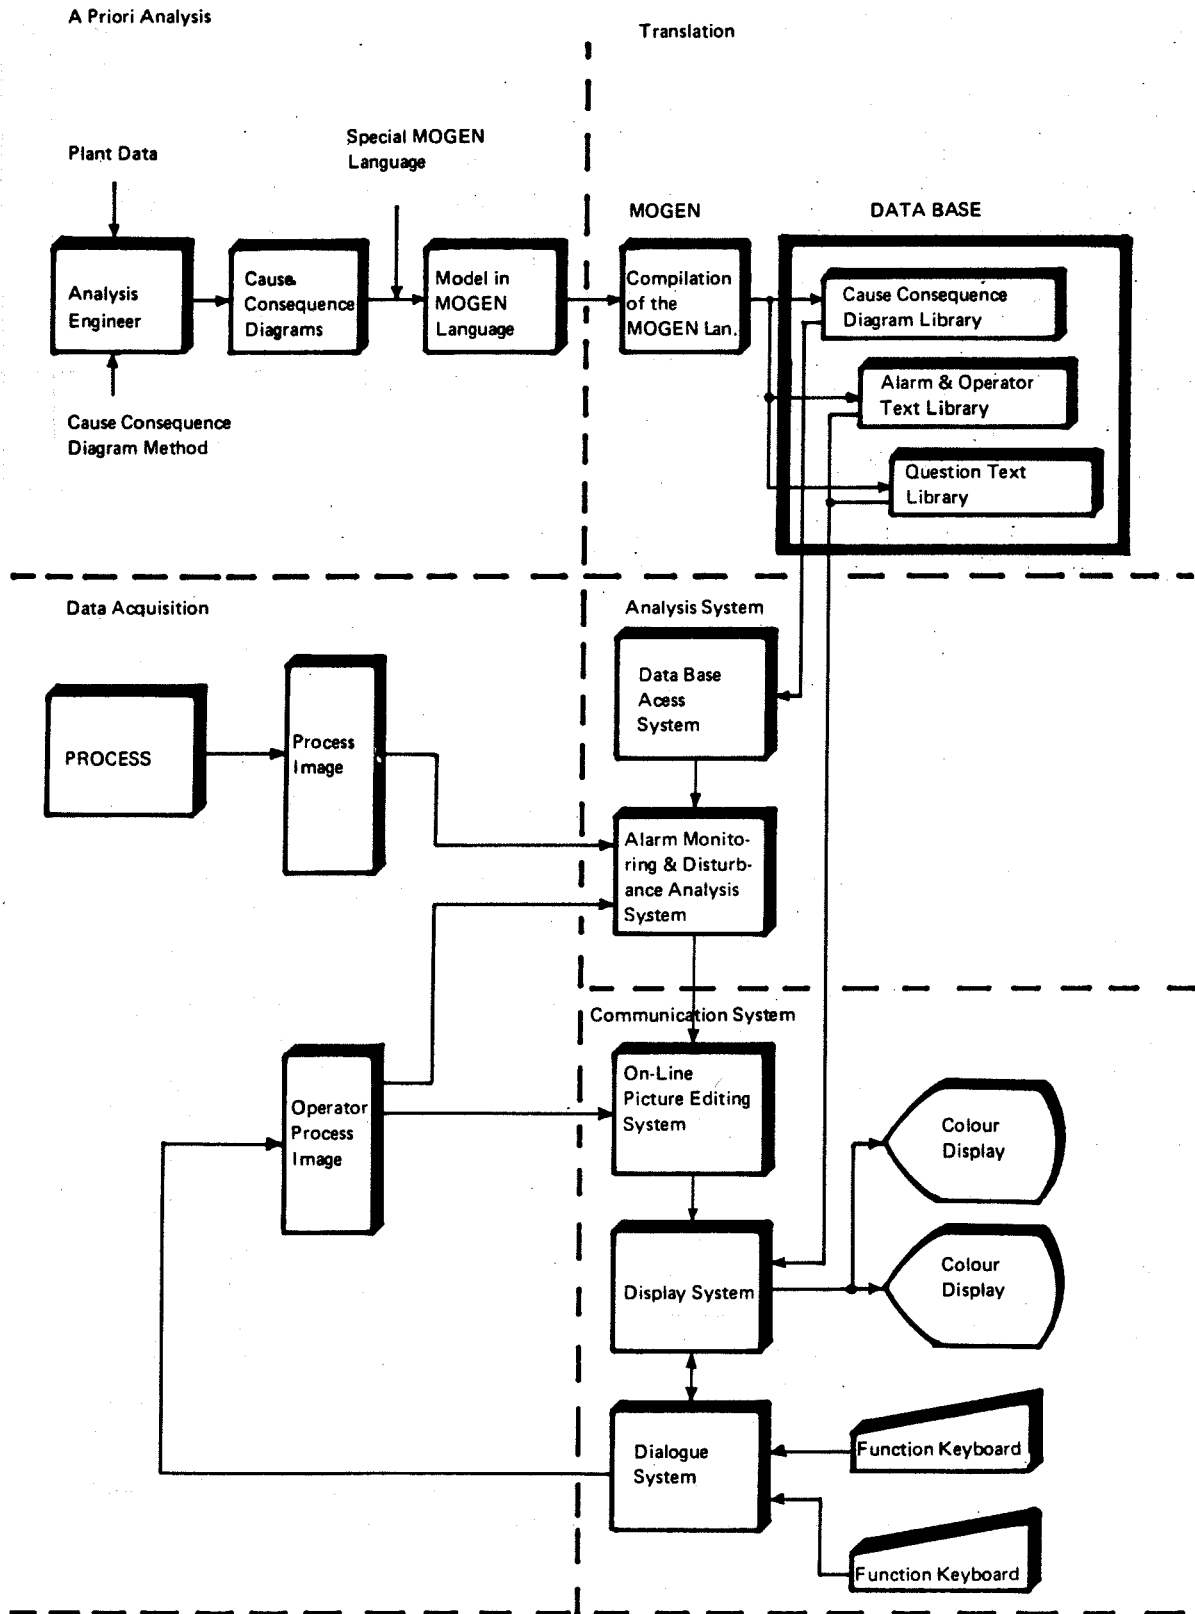 A Priori Analysis
Translation
Special MOGEN
Language
Plant Data
MOGEN
DATA BASE
Analysis
Engineer
Cause
Consequence
Diagrams
Model in
MOGEN
Language
Compilation
of the
MOGEN Lan.
Cause Consequence
Diagram Library
Alarm & Operator
Text Library
Question Text
Library
Cause Consequence
Diagram Method
Data Acquisition
Analysis System
PROCESS
Process
Image
Data Base
Acess
System
Alarm Monito-
ring & Disturb-
ance Analysis
System
Communication System
Operator
Process
Image
On-Line
Picture Editing
System
Colour
Display
Display System
Colour
Display
Dialogue
System
Function Keyboard
Function Keyboard